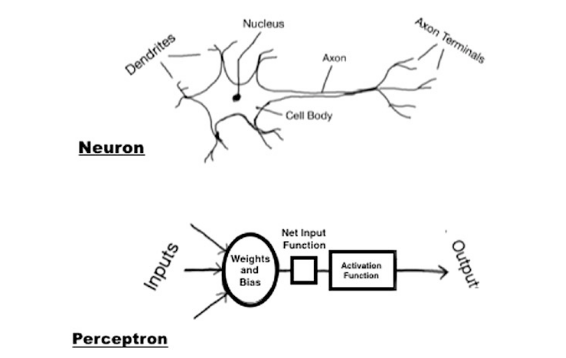 Nucleus
Axon Terminals
Dendrites
Axon
Cell Body
Neuron
Net Input
Function
Inputs
Weights
and
Bias
Activation
Function
Output
Perceptron